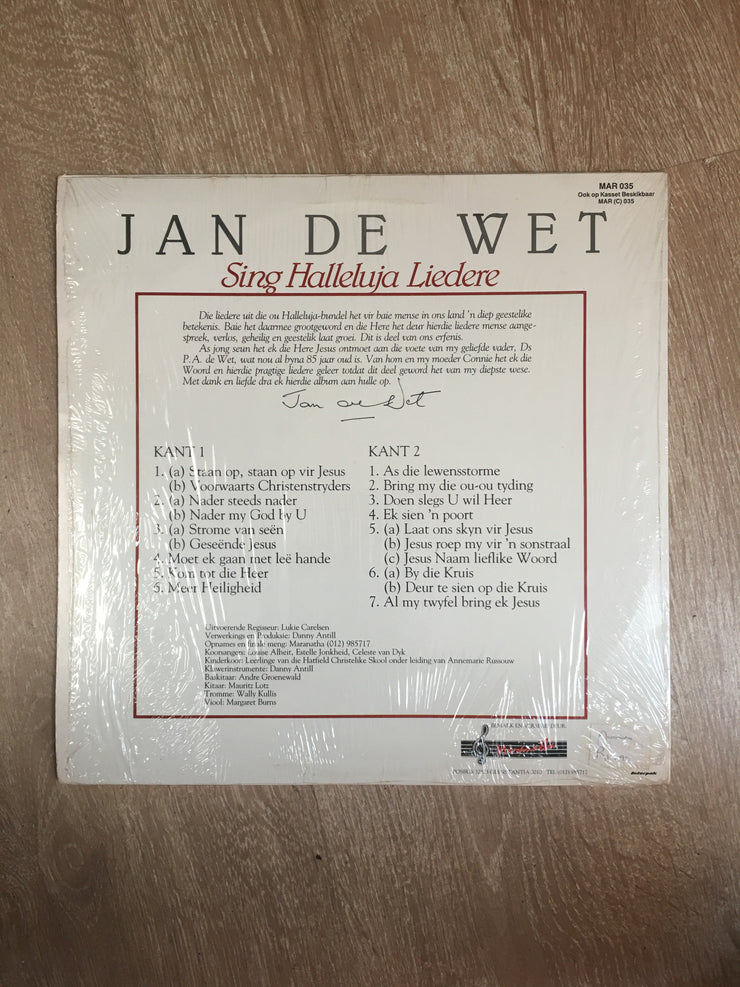 MAR 035
Ook op Kasset Beskikbaar
MAR (C) 035
JAN DE WET
Sing Halleluja Liedere
Die liedere uit die ou Halleluja-bundel het vir baie mense in ons land 'n diep geestelike
betekenis. Baie het daarmee grootgeword en die Here het deur hierdie liedere mense aange-
spreek, verlos, geheilig en geestelik laat groei. Dit is deel van ons erfenis.
As jong seun het ek die Here Jesus ontmoet aan die voete van my geliefde vader, Ds
P.A. de Wet, wat nou al byna 85 jaar oud is. Van hom en my moeder Connie het ek die
Woord en hierdie pragtige liedere geleer totdat dit deel geword het van my diepste wese.
Met dank en liefde dra ek hierdie album aan hulle op.
Jan de Wet
KANT 1
1. (a) Staan op, staan op vir Jesus
(b) Voorwaarts Christenstryders
2. (a) Nader steeds nader
(b) Nader my God by U
3. (a) Strome van seën
(b) Geseënde Jesus
4. Moet ek gaan met leë hande
5. Kom tot die Heer
5. Meer Heiligheid
KANT 2
1. As die lewensstorme
2. Bring my die ou-ou tyding
3. Doen slegs U wil Heer
4. Ek sien 'n poort
5. (a) Laat ons skyn vir Jesus
(b) Jesus roep my vir 'n sonstraal
(c) Jesus Naam lieflike Woord
6. (a) By die Kruis
(b) Deur te sien op die Kruis
7. Al my twyfel bring ek Jesus
Uitvoerende Regisseur: Lukie Carelsen
Verwerkings en Produksie: Danny Antill
Opnames en finale meng: Maranatha (012) 985717
Koorsangers: Louise Alheit, Estelle Jonkheid, Celeste van Dyk
Kinderkoor: Leerlinge van die Hatfield Christelike Skool onder leiding van Annemarie Russouw
Klawerinstrumente: Danny Antill
Baskitaar: Andre Groenewald
Kitaar: Mauritz Lotz
Tromme: Wally Kullis
Viool: Margaret Burns
BEMARK EN VERSPREI DEUR:
TEL (012) 985717
Interpak